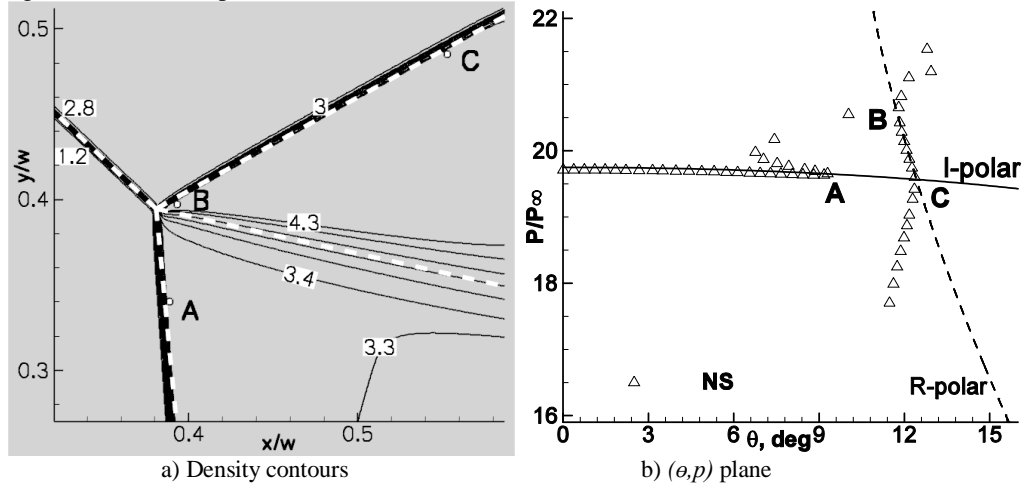 0.5
0.4
0.3
y/w
2.8
1.2
3
C
B
A
4.3
3.4
3.3
0.4
x/w
0.5
a) Density contours
22
20
18
16
P/P∞
B
I-polar
A
C
NS
R-polar
0
3
6
θ, deg
9
12
15
b) (ө,p) plane